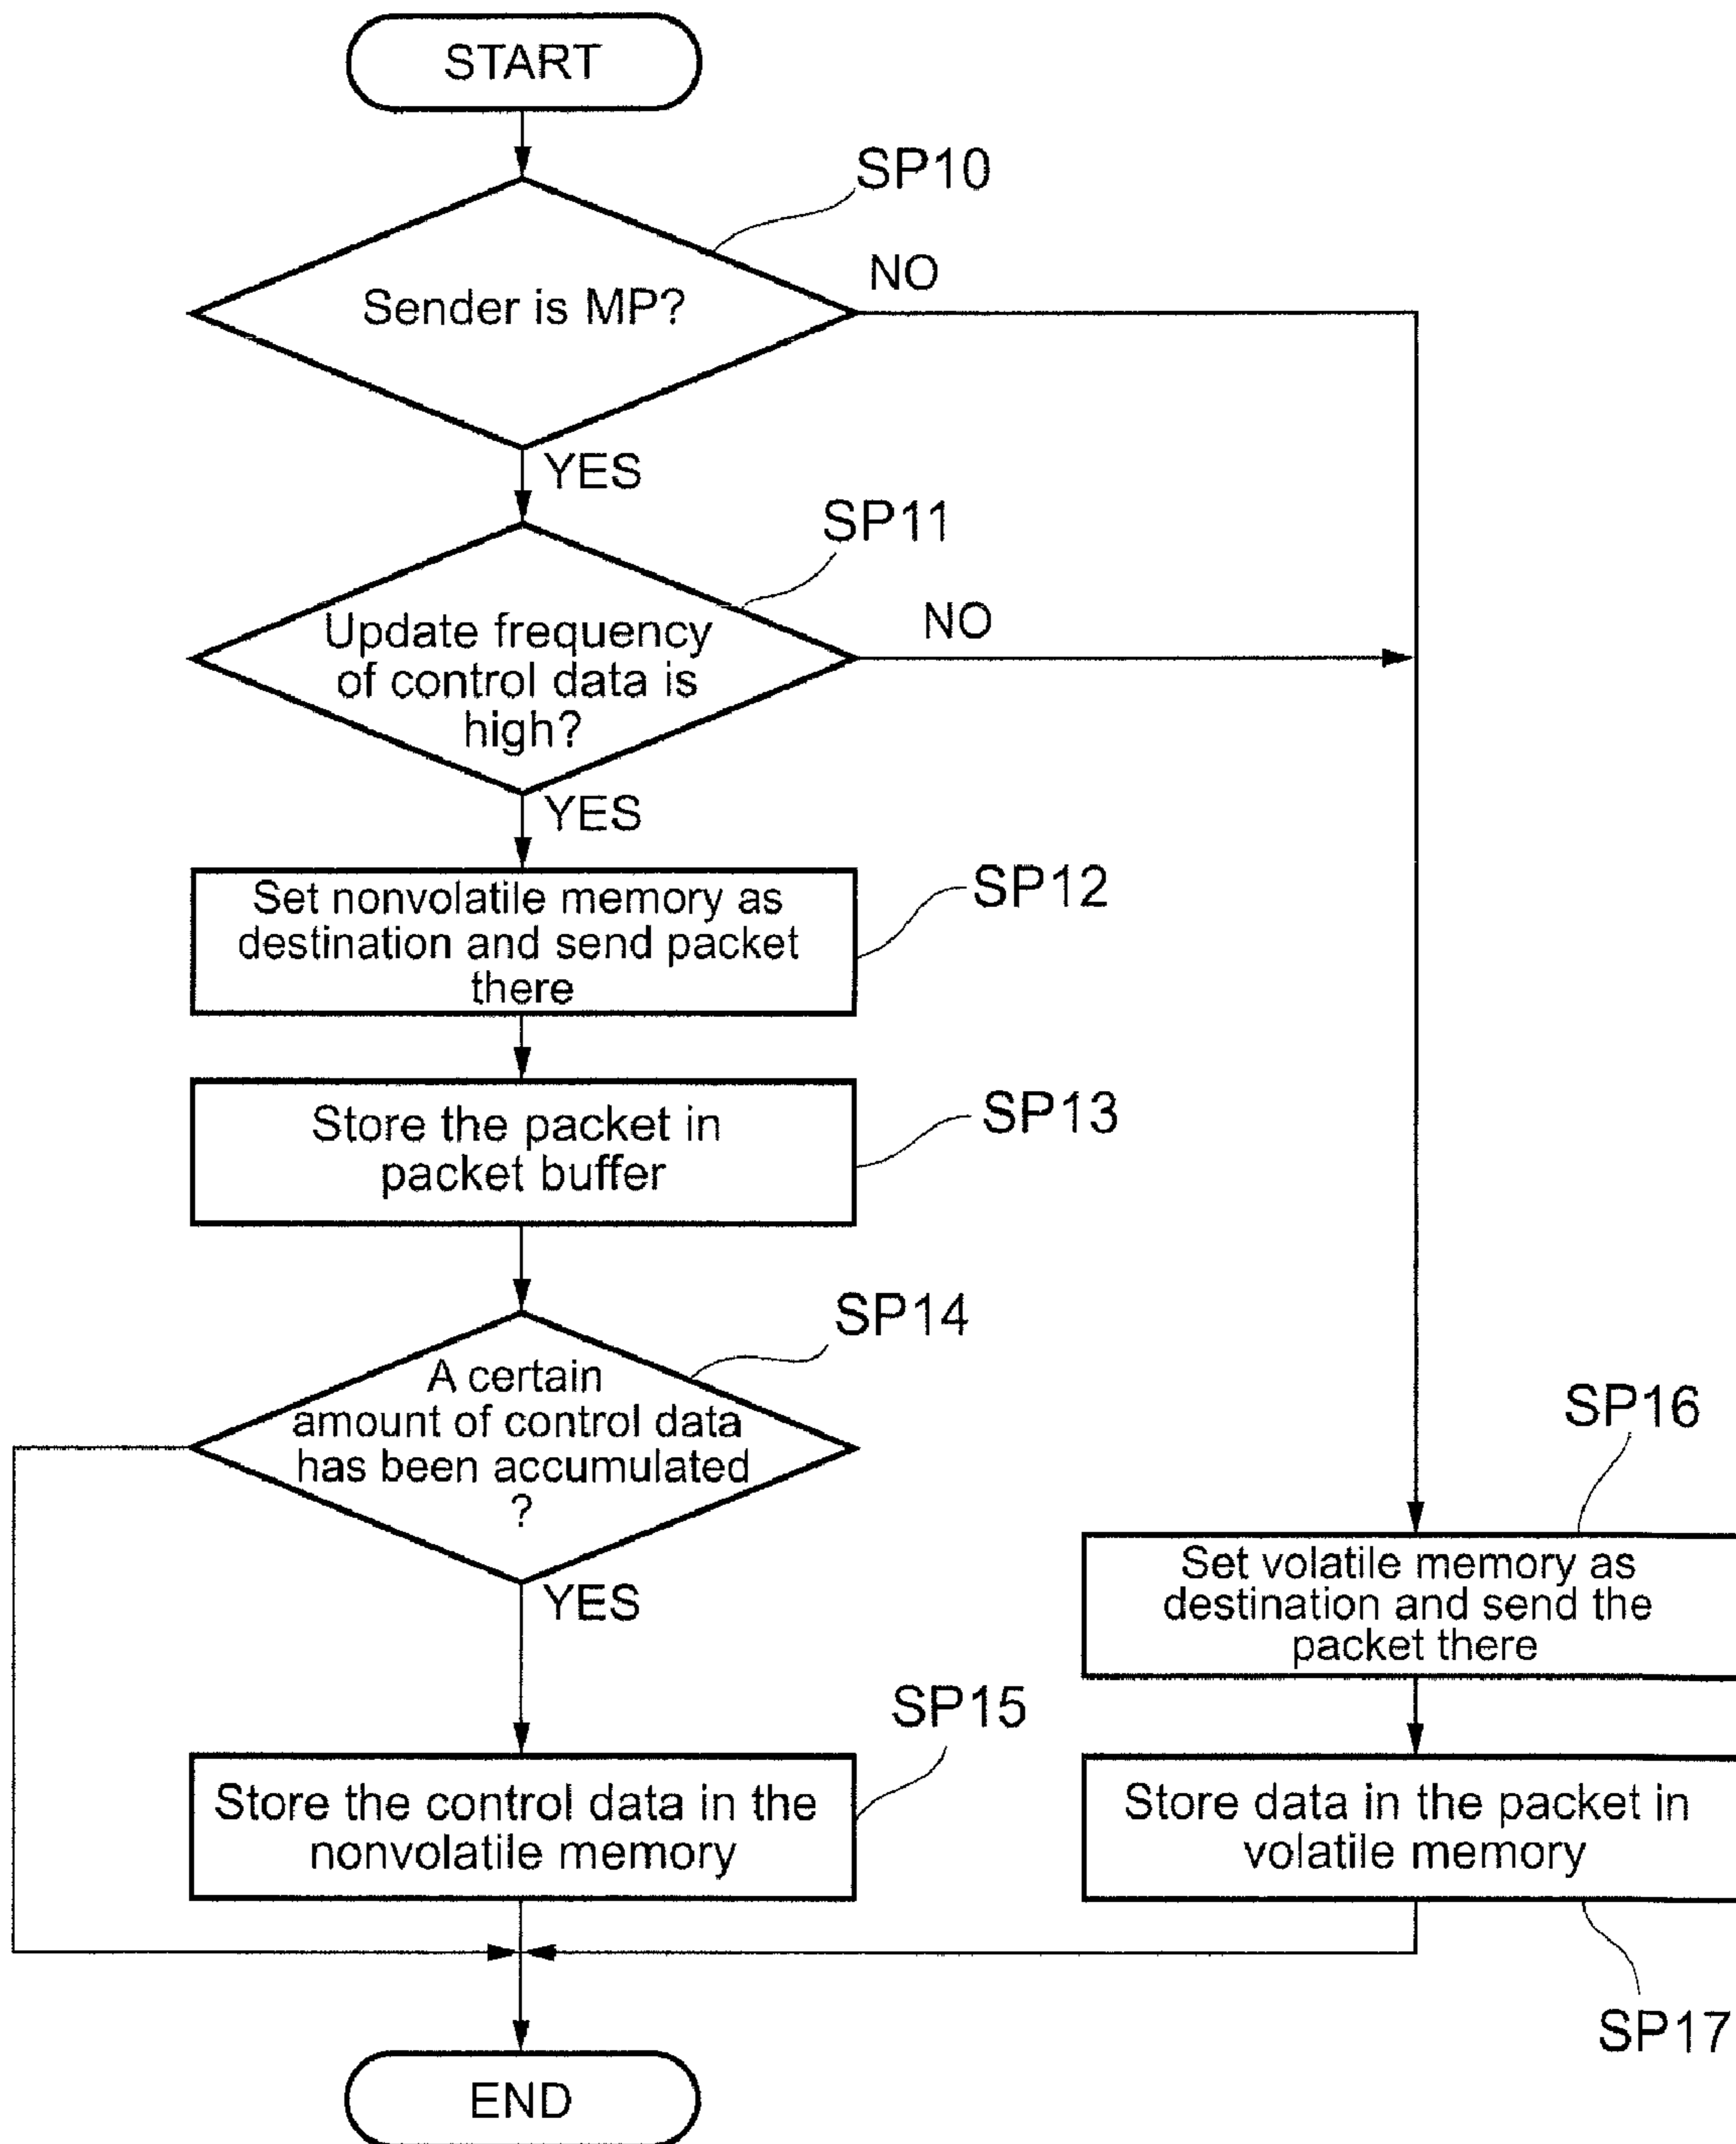 START
SP10
Sender is MP?
NO
YES
SP11
Update frequency
of control data is
high?
NO
YES
Set nonvolatile memory as
destination and send packet
there
SP12
Store the packet in
packet buffer
SP13
SP14
A certain
amount of control data
has been accumulated
?
YES
SP16
Set volatile memory as
destination and send the
packet there
SP15
Store the control data in the
nonvolatile memory
Store data in the packet in
volatile memory
SP17
END